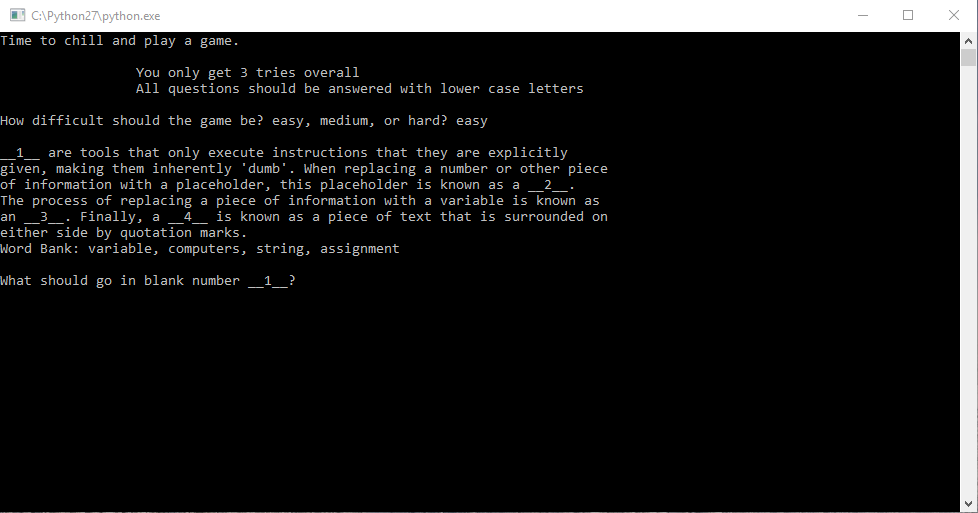 C:\Python27\python.exe
Time to chill and play a game.
You only get 3 tries overall
All questions should be answered with lower case letters
How difficult should the game be? easy, medium, or hard? easy
__1__ are tools that only execute instructions that they are explicitly
given, making them inherently 'dumb'. When replacing a number or other piece
of information with a placeholder, this placeholder is known as a __2__.
The process of replacing a piece of information with a variable is known as
an __3__. Finally, a __4__ is known as a piece of text that is surrounded on
either side by quotation marks.
Word Bank: variable, computers, string, assignment
What should go in blank number __1__?